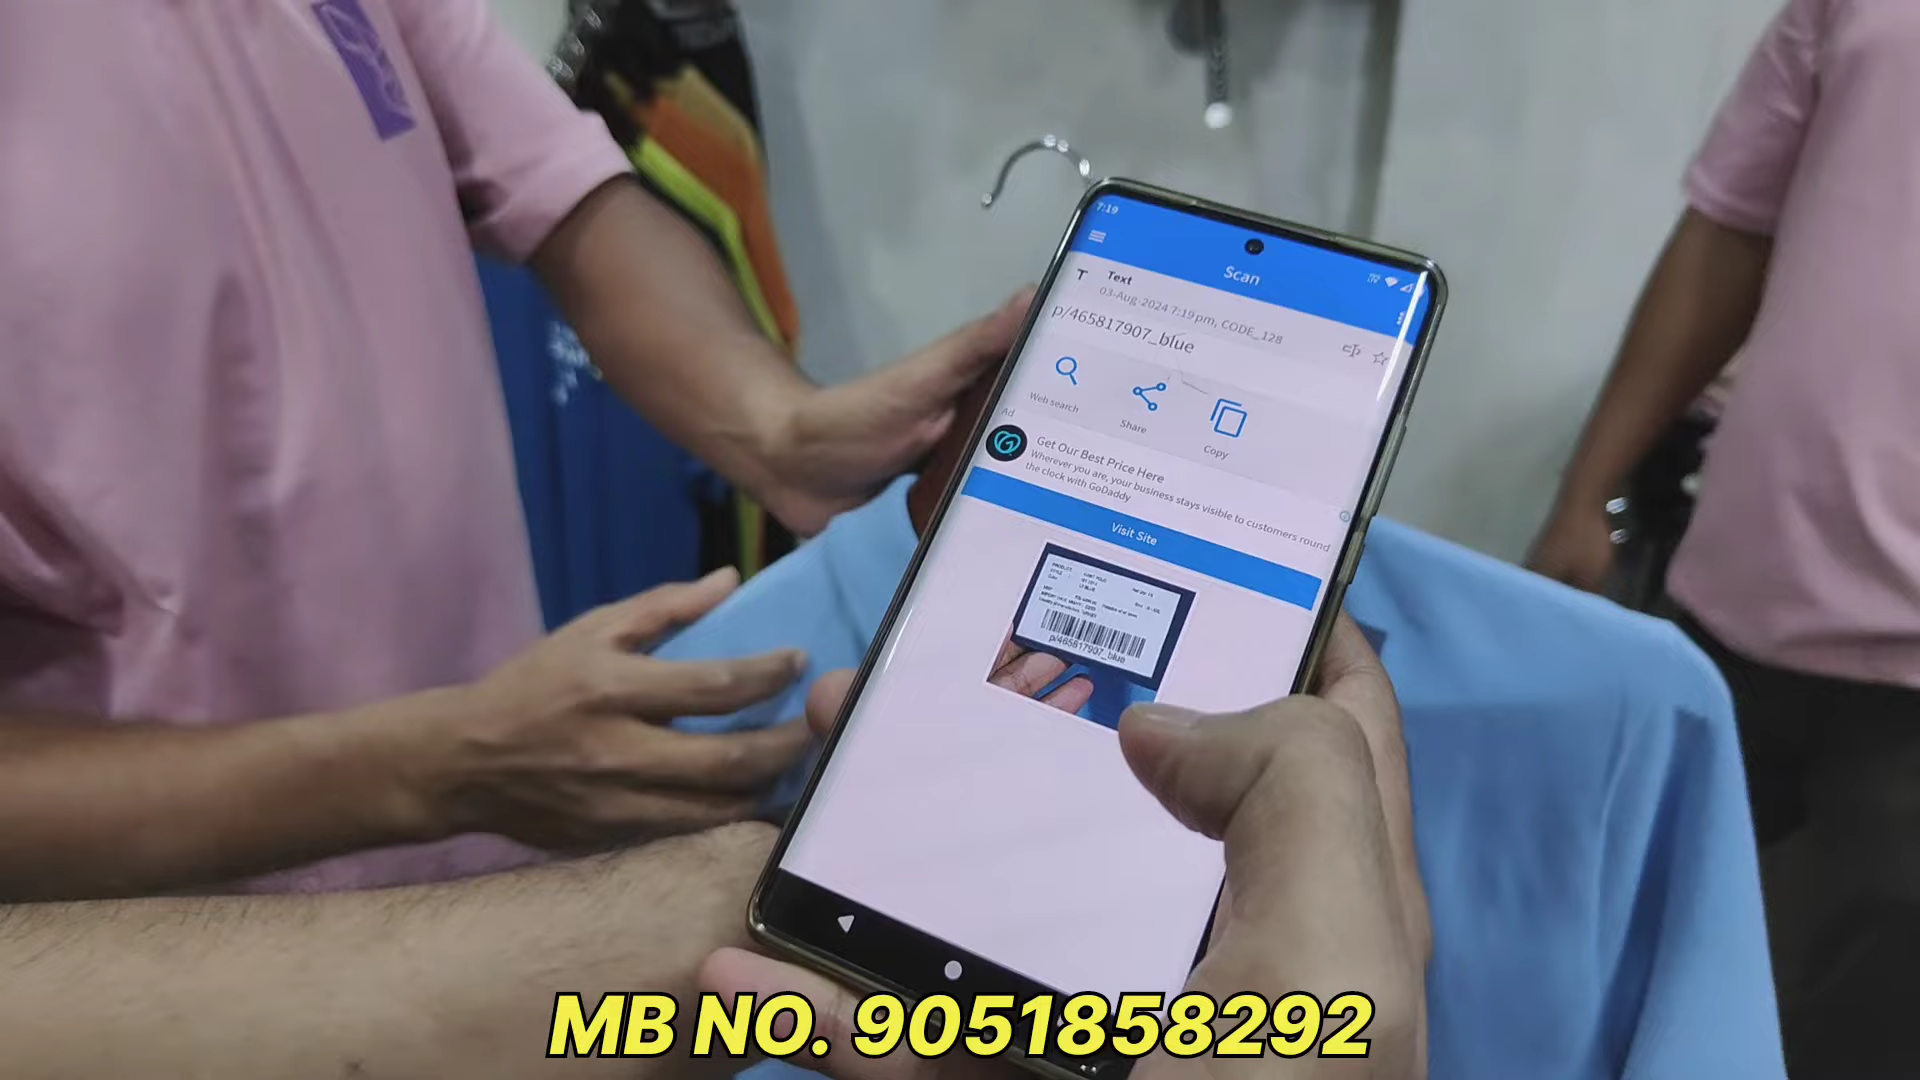 7:19
Scan
T Text
03-Aug-2024 7:19 pm, CODE_128
p/465817907_blue
Web search
Share
Copy
Ad
Get Our Best Price Here
Wherever you are, your business stays visible to customers round
the clock with GoDaddy
Visit Site
p/465817907_blue
MB NO. 9051858292